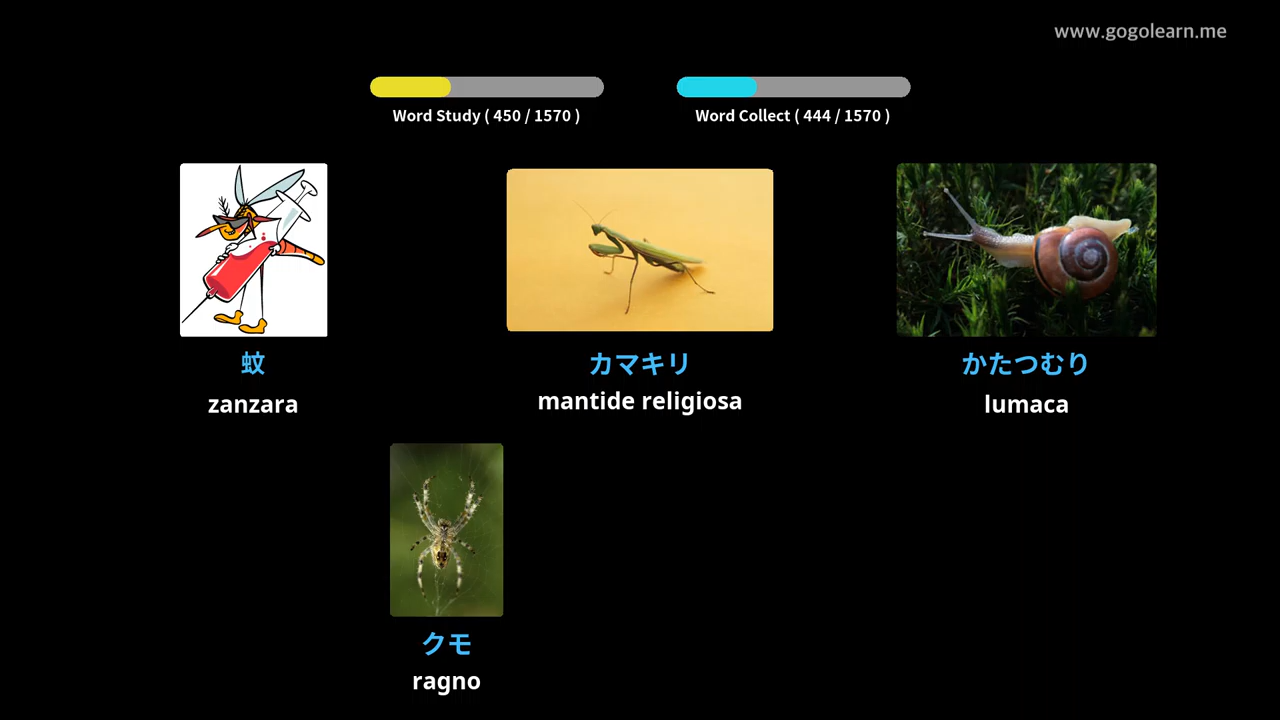 www.gogolearn.me
Word Study ( 450 / 1570 )
Word Collect ( 444 / 1570 )
蚊
カマキリ
かたつむり
zanzara
mantide religiosa
lumaca
クモ
ragno